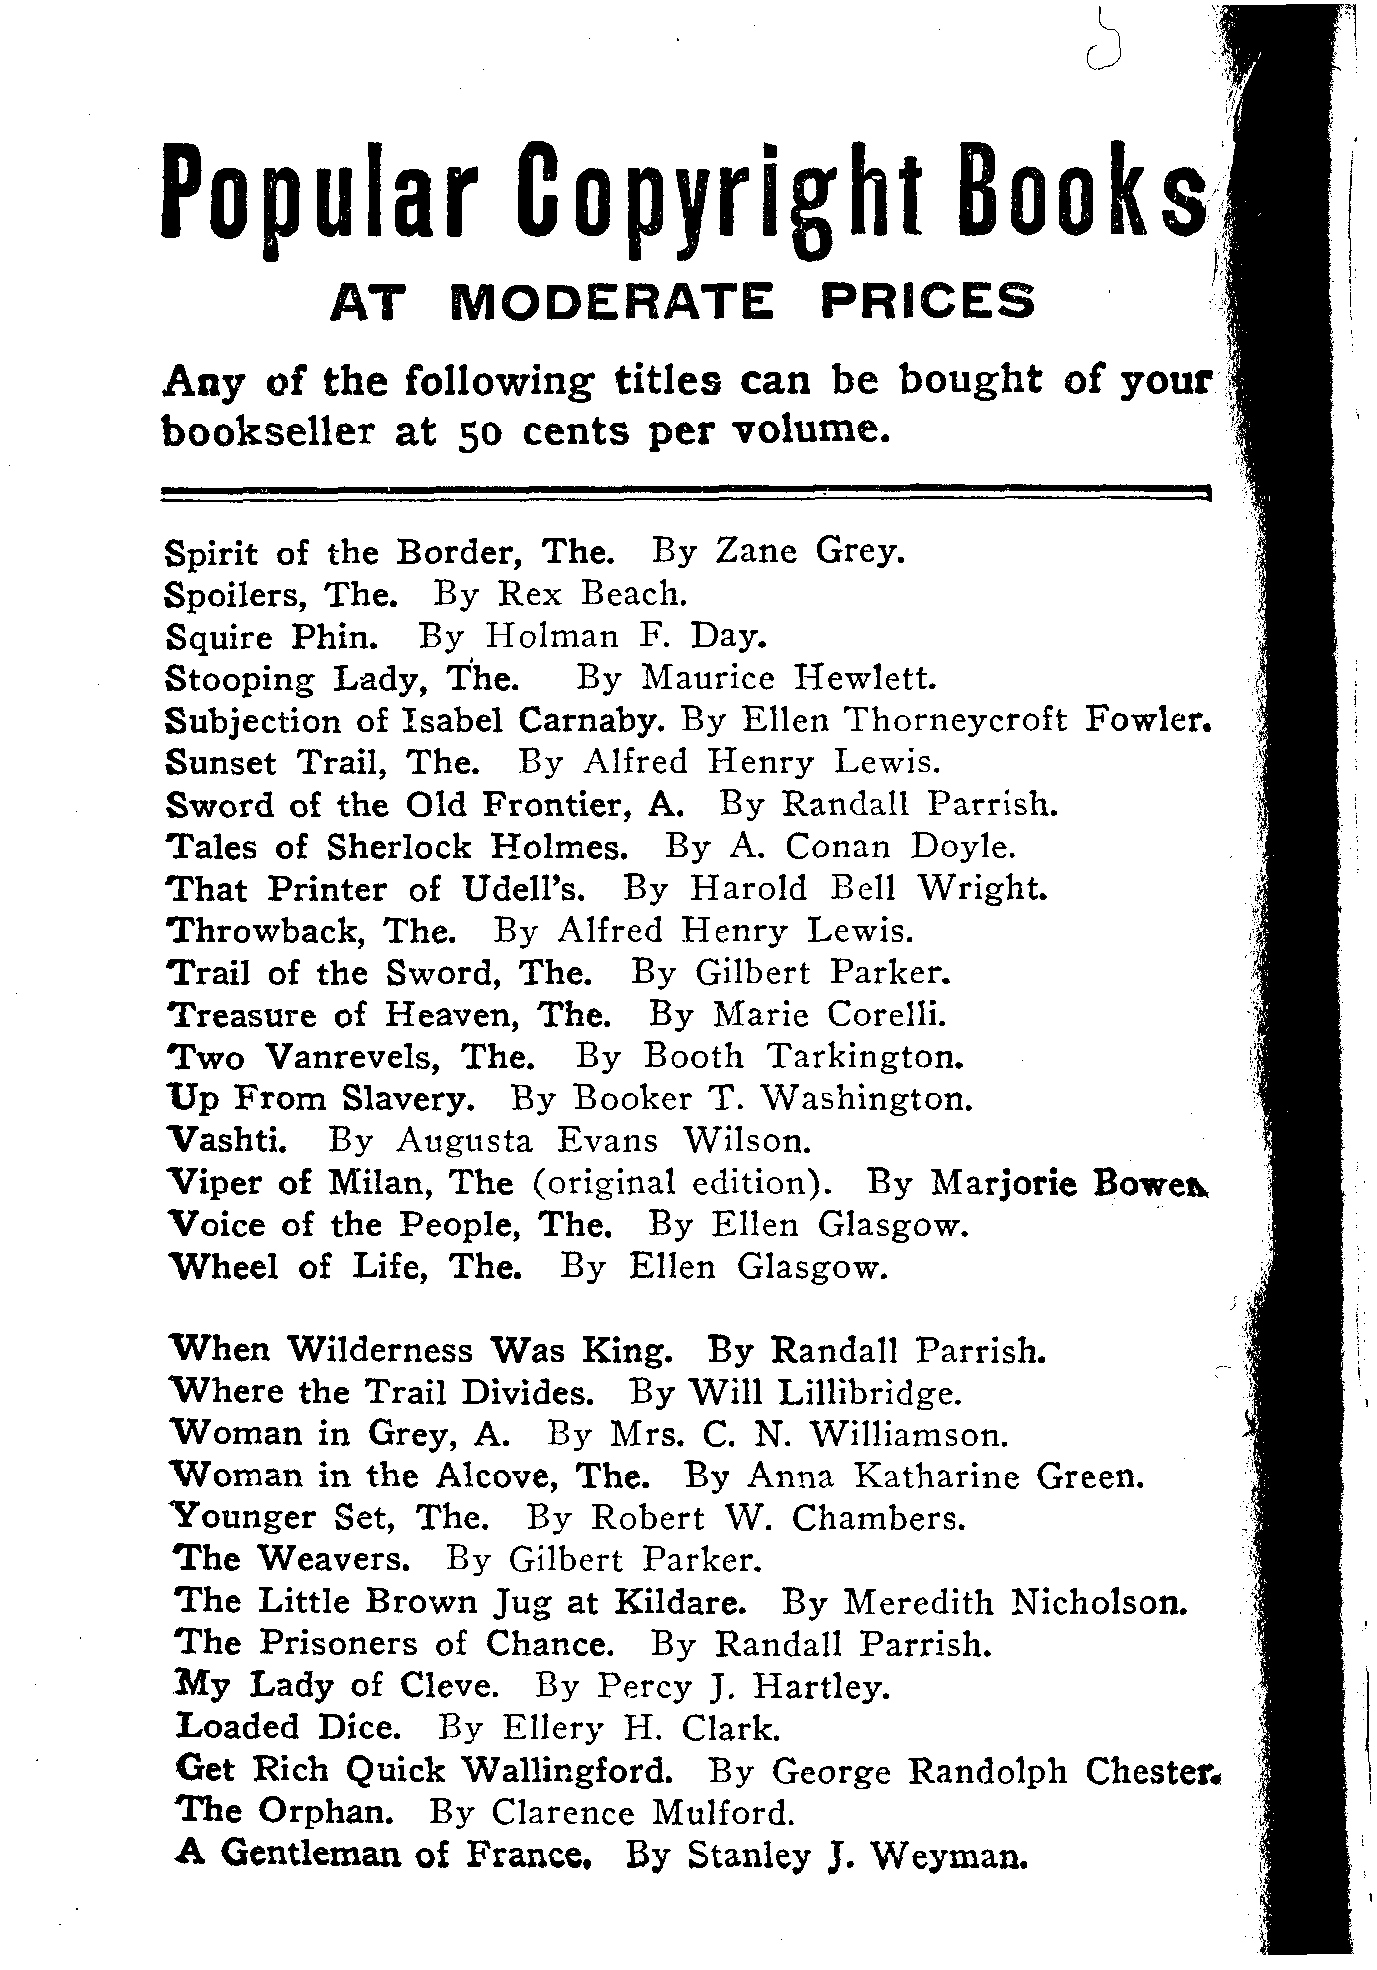 Popular Copyright Books
AT MODERATE PRICES
Any of the following titles can be bought of your
bookseller at 50 cents per volume.
Spirit of the Border, The. By Zane Grey.
Spoilers, The. By Rex Beach.
Squire Phin. By Holman F. Day.
Stooping Lady, The. By Maurice Hewlett.
Subjection of Isabel Carnaby. By Ellen Thorneycroft Fowler.
Sunset Trail, The. By Alfred Henry Lewis.
Sword of the Old Frontier, A. By Randall Parrish.
Tales of Sherlock Holmes. By A. Conan Doyle.
That Printer of Udell's. By Harold Bell Wright.
Throwback, The. By Alfred Henry Lewis.
Trail of the Sword, The. By Gilbert Parker.
Treasure of Heaven, The. By Marie Corelli.
Two Vanrevels, The. By Booth Tarkington.
Up From Slavery. By Booker T. Washington.
Vashti. By Augusta Evans Wilson.
Viper of Milan, The (original edition). By Marjorie Bowen.
Voice of the People, The. By Ellen Glasgow.
Wheel of Life, The. By Ellen Glasgow.
When Wilderness Was King. By Randall Parrish.
Where the Trail Divides. By Will Lillibridge.
Woman in Grey, A. By Mrs. C. N. Williamson.
Woman in the Alcove, The. By Anna Katharine Green.
Younger Set, The. By Robert W. Chambers.
The Weavers. By Gilbert Parker.
The Little Brown Jug at Kildare. By Meredith Nicholson.
The Prisoners of Chance. By Randall Parrish.
My Lady of Cleve. By Percy J. Hartley.
Loaded Dice. By Ellery H. Clark.
Get Rich Quick Wallingford. By George Randolph Chester.
The Orphan. By Clarence Mulford.
A Gentleman of France. By Stanley J. Weyman.